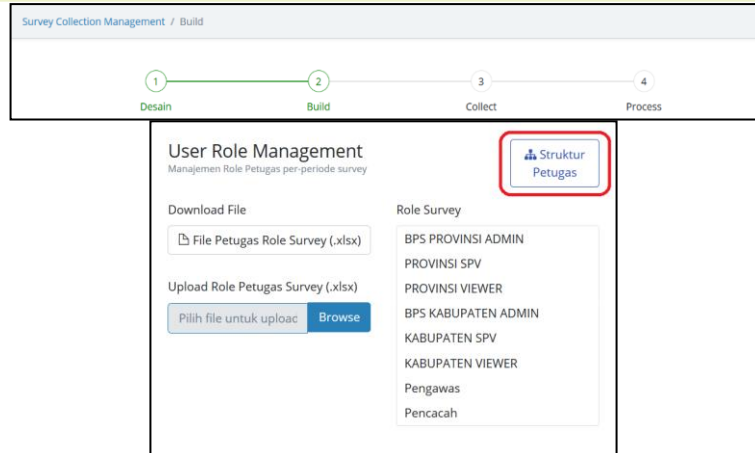 Survey Collection Management / Build
1 2 3 4
Desain Build Collect Process
User Role Management
Manajemen Role Petugas per-periode survey
Struktur
Petugas
Download File
File Petugas Role Survey (.xlsx)
Upload Role Petugas Survey (.xlsx)
Pilih file untuk upload Browse
Role Survey
BPS PROVINSI ADMIN
PROVINSI SPV
PROVINSI VIEWER
BPS KABUPATEN ADMIN
KABUPATEN SPV
KABUPATEN VIEWER
Pengawas
Pencacah